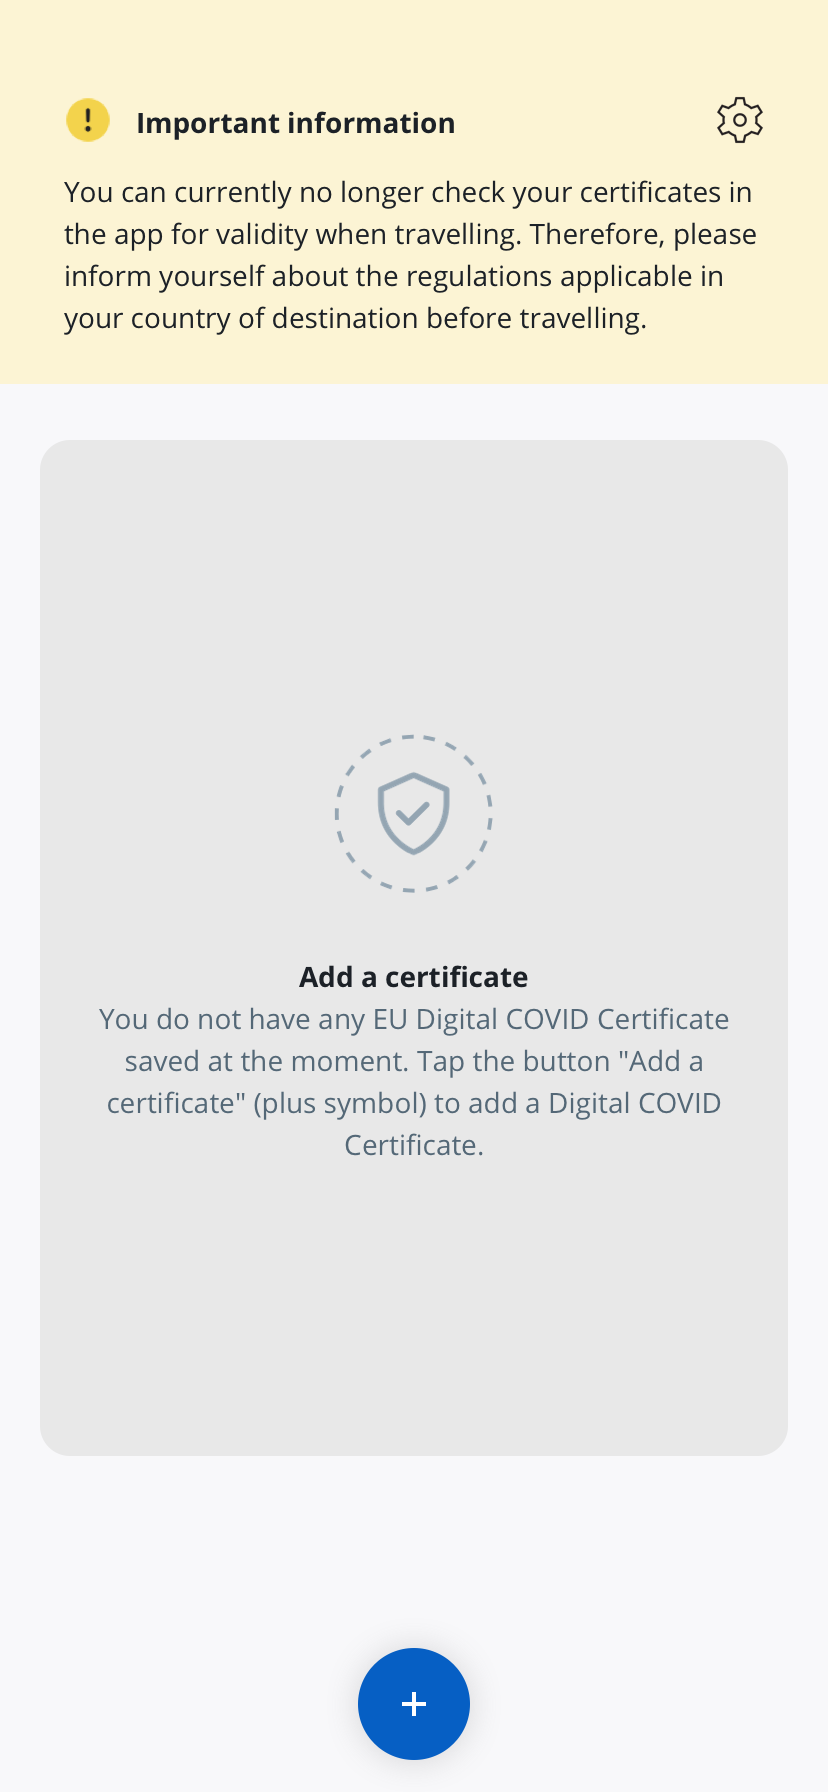 Important information
You can currently no longer check your certificates in
the app for validity when travelling. Therefore, please
inform yourself about the regulations applicable in
your country of destination before travelling.
Add a certificate
You do not have any EU Digital COVID Certificate
saved at the moment. Tap the button "Add a
certificate" (plus symbol) to add a Digital COVID
Certificate.